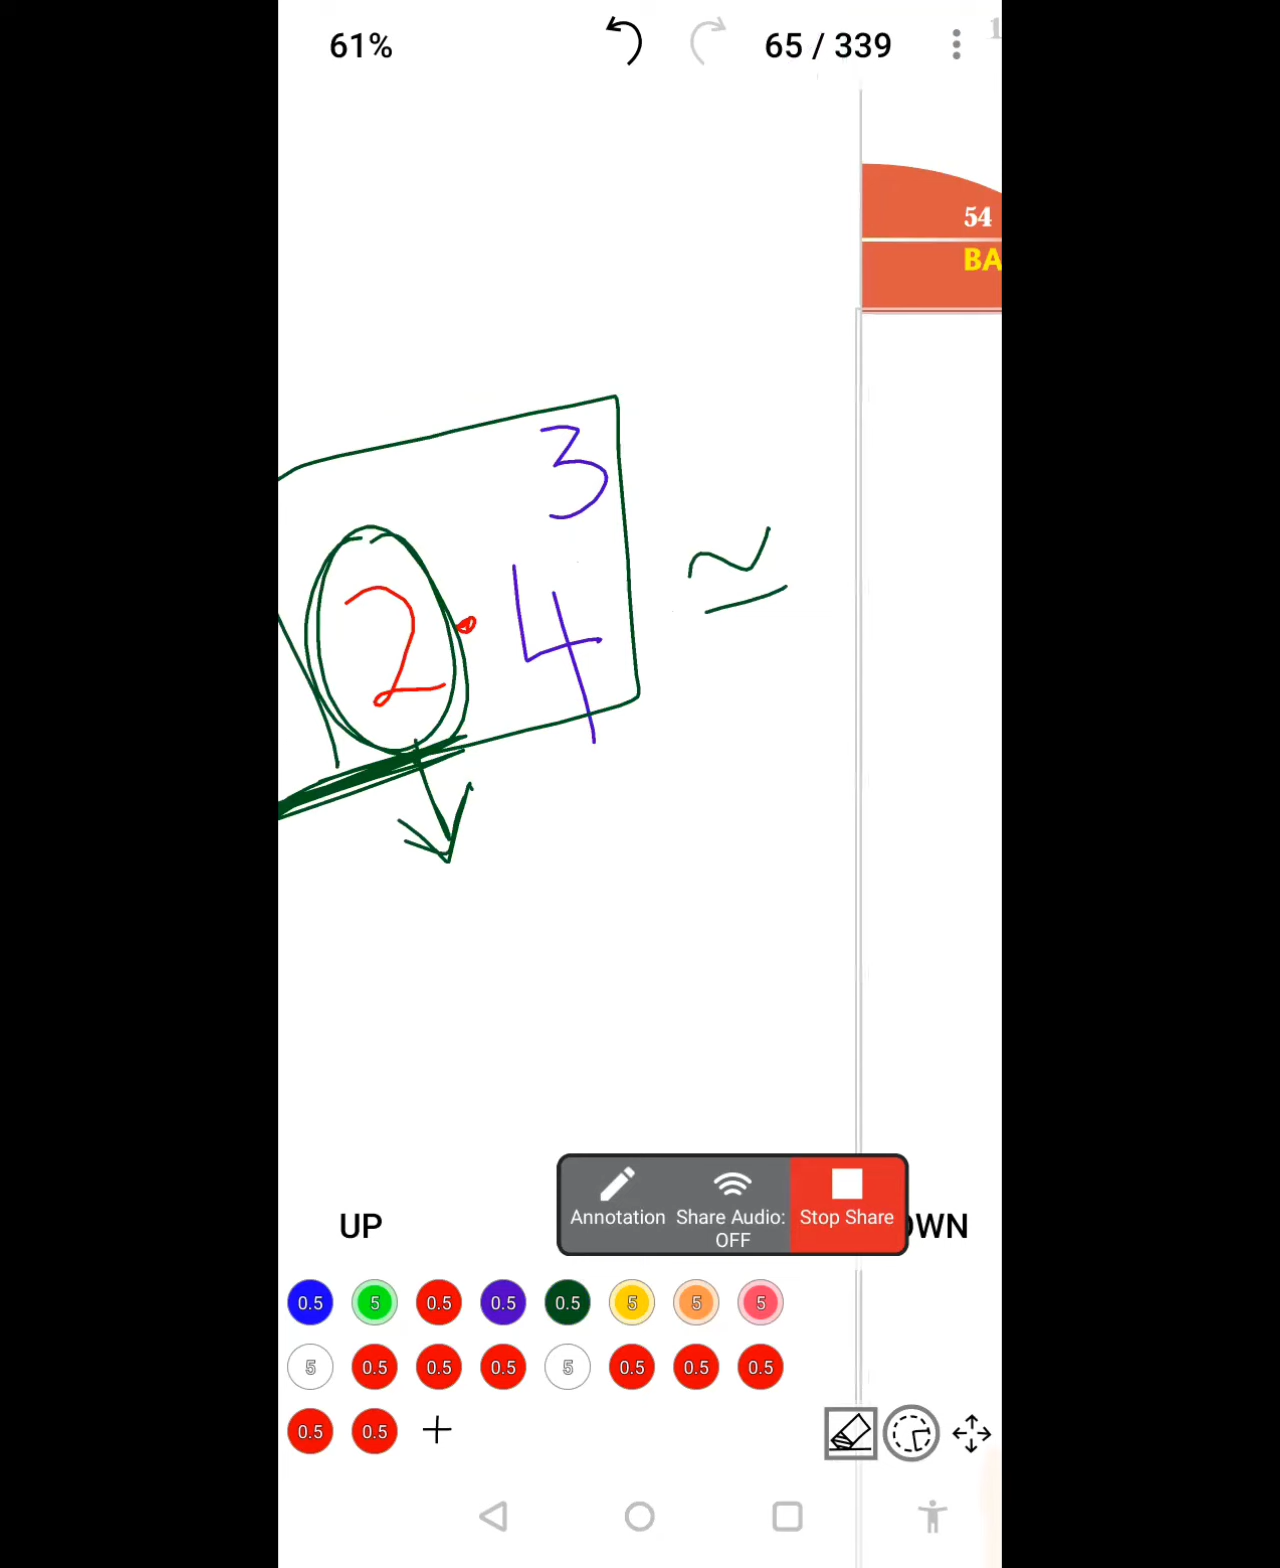 61% 65 / 339
54
BA
3
2.4 ≃
Annotation Share Audio: OFF Stop Share
UP OWN
0.5 5 0.5 0.5 0.5 5 5 5
5 0.5 0.5 0.5 5 0.5 0.5 0.5
0.5 0.5 +